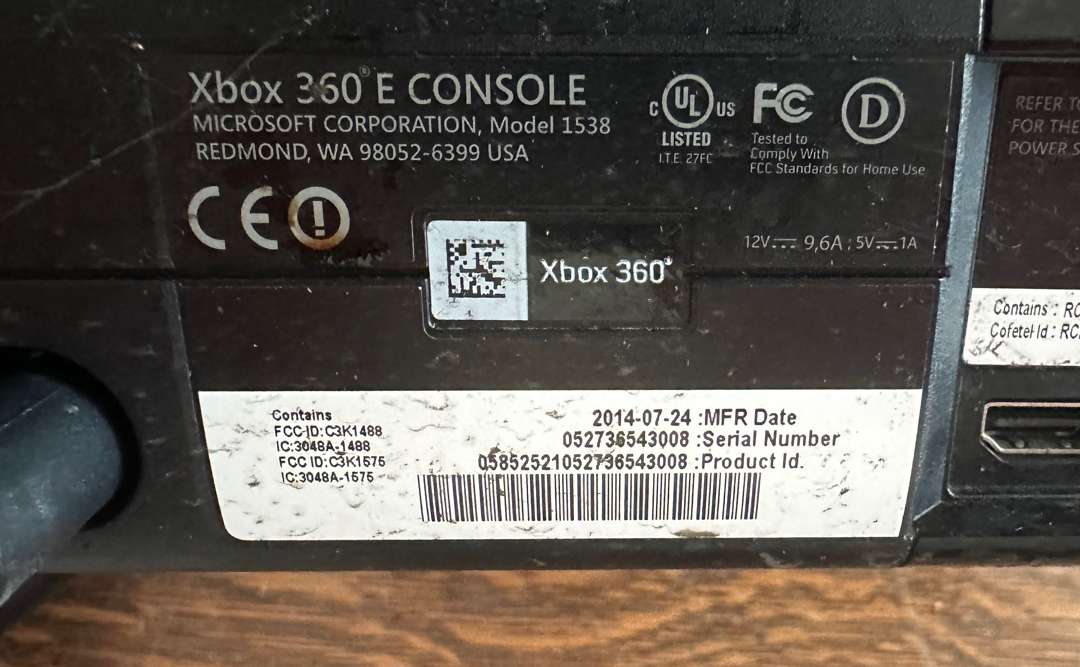 Xbox 360® E CONSOLE
MICROSOFT CORPORATION, Model 1538
REDMOND, WA 98052-6399 USA
C UL US
LISTED
I.T.E. 27FC
FC
Tested to
Comply With
FCC Standards for Home Use
D
CE
12V⎓ 9,6A ; 5V⎓1A
Xbox 360®
REFER
FOR THE
POWER
Contains : RC
Cofetel Id : RC
Contains
FCC ID:C3K1488
IC:3048A-1488
FCC ID:C3K1575
IC:3048A-1575
2014-07-24 :MFR Date
052736543008 :Serial Number
05852521052736543008 :Product Id.